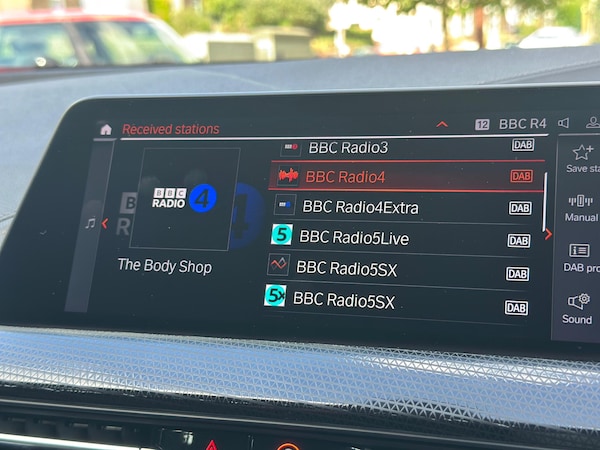 Received stations
12 BBC R4
BBC Radio3 DAB
BBC Radio4 DAB
BBC Radio4Extra DAB
5 BBC Radio5Live DAB
BBC Radio5SX DAB
5x BBC Radio5SX DAB
BBC
RADIO 4
The Body Shop
Save sta
Manual
DAB pro
Sound